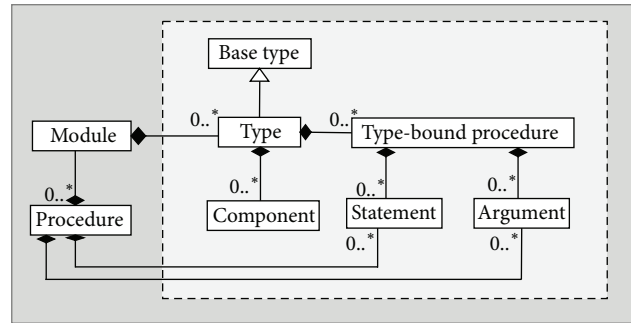 Base type
0..*
0..*
Module
Type
Type-bound procedure
0..*
0..*
0..*
0..*
Procedure
Component
Statement
Argument
0..*
0..*